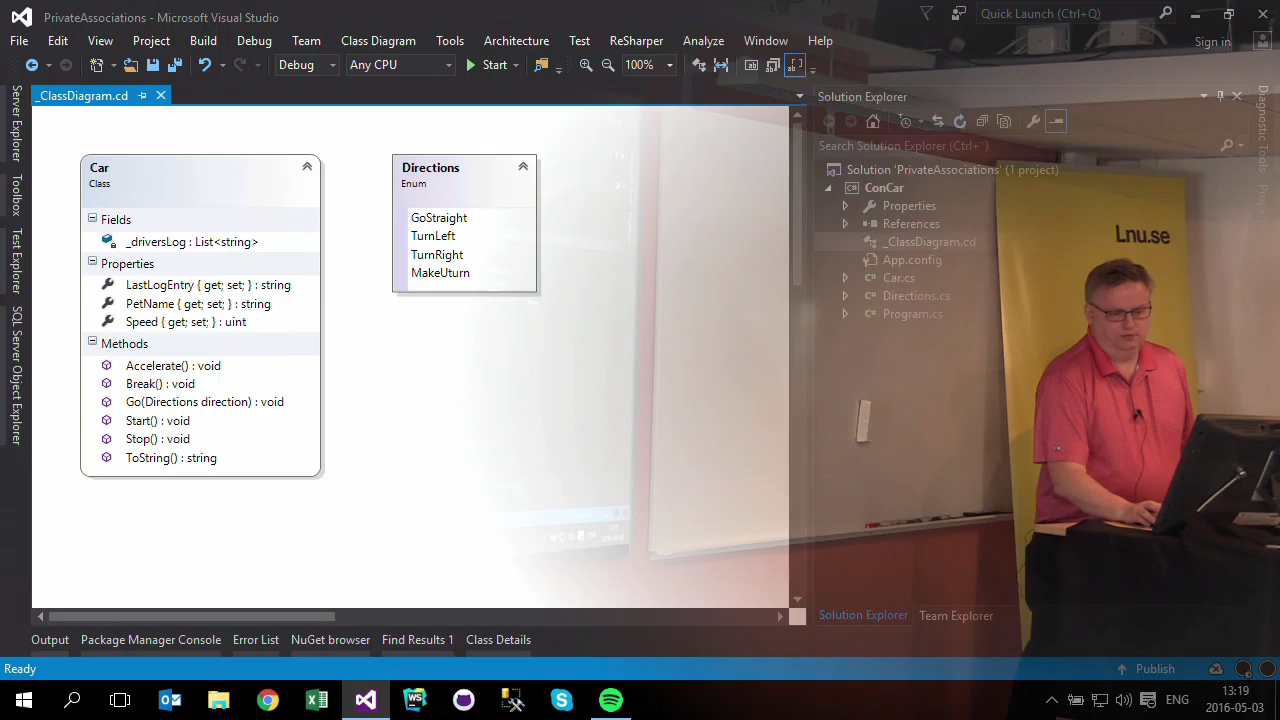 PrivateAssociations - Microsoft Visual Studio
Quick Launch (Ctrl+Q)
File Edit View Project Build Debug Team Class Diagram Tools Architecture Test ReSharper Analyze Window Help
Sign in
Debug Any CPU Start 100%
_ClassDiagram.cd
Server Explorer
Toolbox
Test Explorer
SQL Server Object Explorer
Car
Class
Fields
_driversLog : List<string>
Properties
LastLogEntry { get; set; } : string
PetName { get; set; } : string
Speed { get; set; } : uint
Methods
Accelerate() : void
Break() : void
Go(Directions direction) : void
Start() : void
Stop() : void
ToString() : string
Directions
Enum
GoStraight
TurnLeft
TurnRight
MakeUturn
Solution Explorer
Search Solution Explorer (Ctrl+¨)
Solution 'PrivateAssociations' (1 project)
ConCar
Properties
References
_ClassDiagram.cd
App.config
Car.cs
Directions.cs
Program.cs
Diagnostic Tools
Lnu.se
Solution Explorer Team Explorer
Output Package Manager Console Error List NuGet browser Find Results 1 Class Details
Ready
Publish
ENG
13:19
2016-05-03